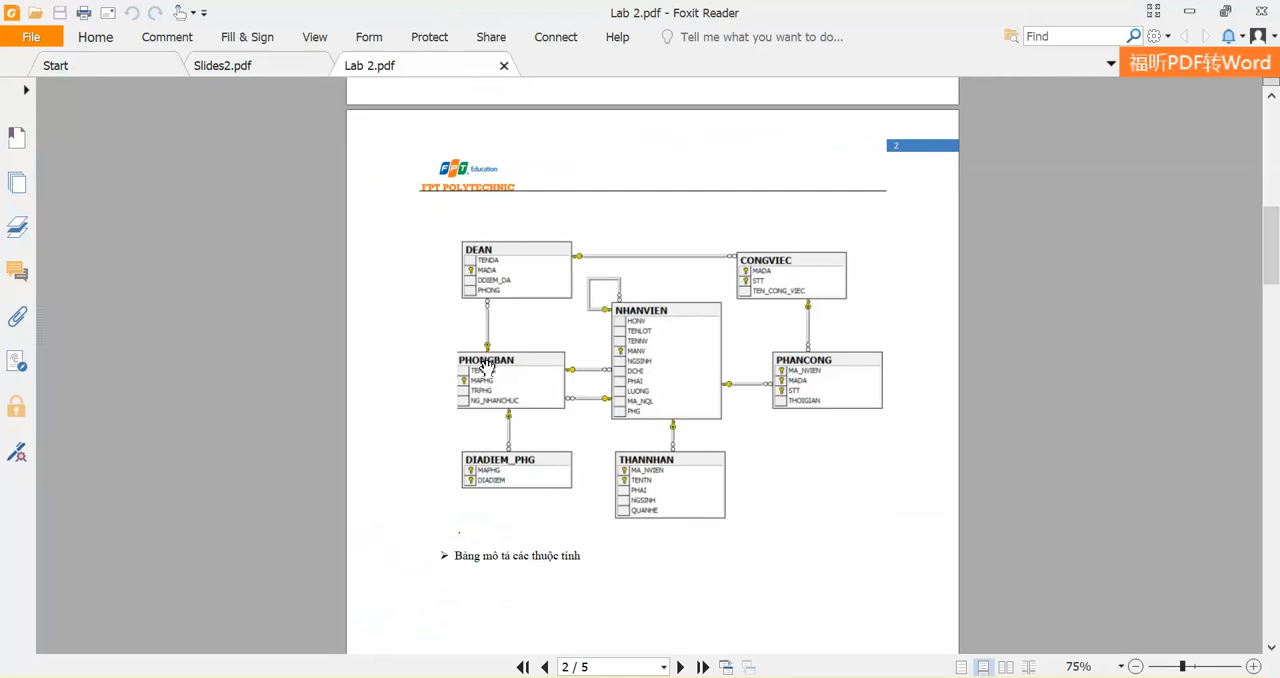 Lab 2.pdf - Foxit Reader
File Home Comment Fill & Sign View Form Protect Share Connect Help Tell me what you want to do... Find
Start Slides2.pdf Lab 2.pdf
福昕PDF转Word
2
FPT Education
FPT POLYTECHNIC
DEAN
TENDA
MADA
DDIEM_DA
PHONG
CONGVIEC
MADA
STT
TEN_CONG_VIEC
NHANVIEN
HONV
TENLOT
TENNV
MANV
NGSINH
DCHI
PHAI
LUONG
MA_NQL
PHG
PHONGBAN
MAPHG
TRPHG
NG_NHANCHUC
PHANCONG
MA_NVIEN
MADA
STT
THOIGIAN
DIADIEM_PHG
MAPHG
DIADIEM
THANNHAN
MA_NVIEN
TENTN
PHAI
NGSINH
QUANHE
Bảng mô tả các thuộc tính
2 / 5
75%